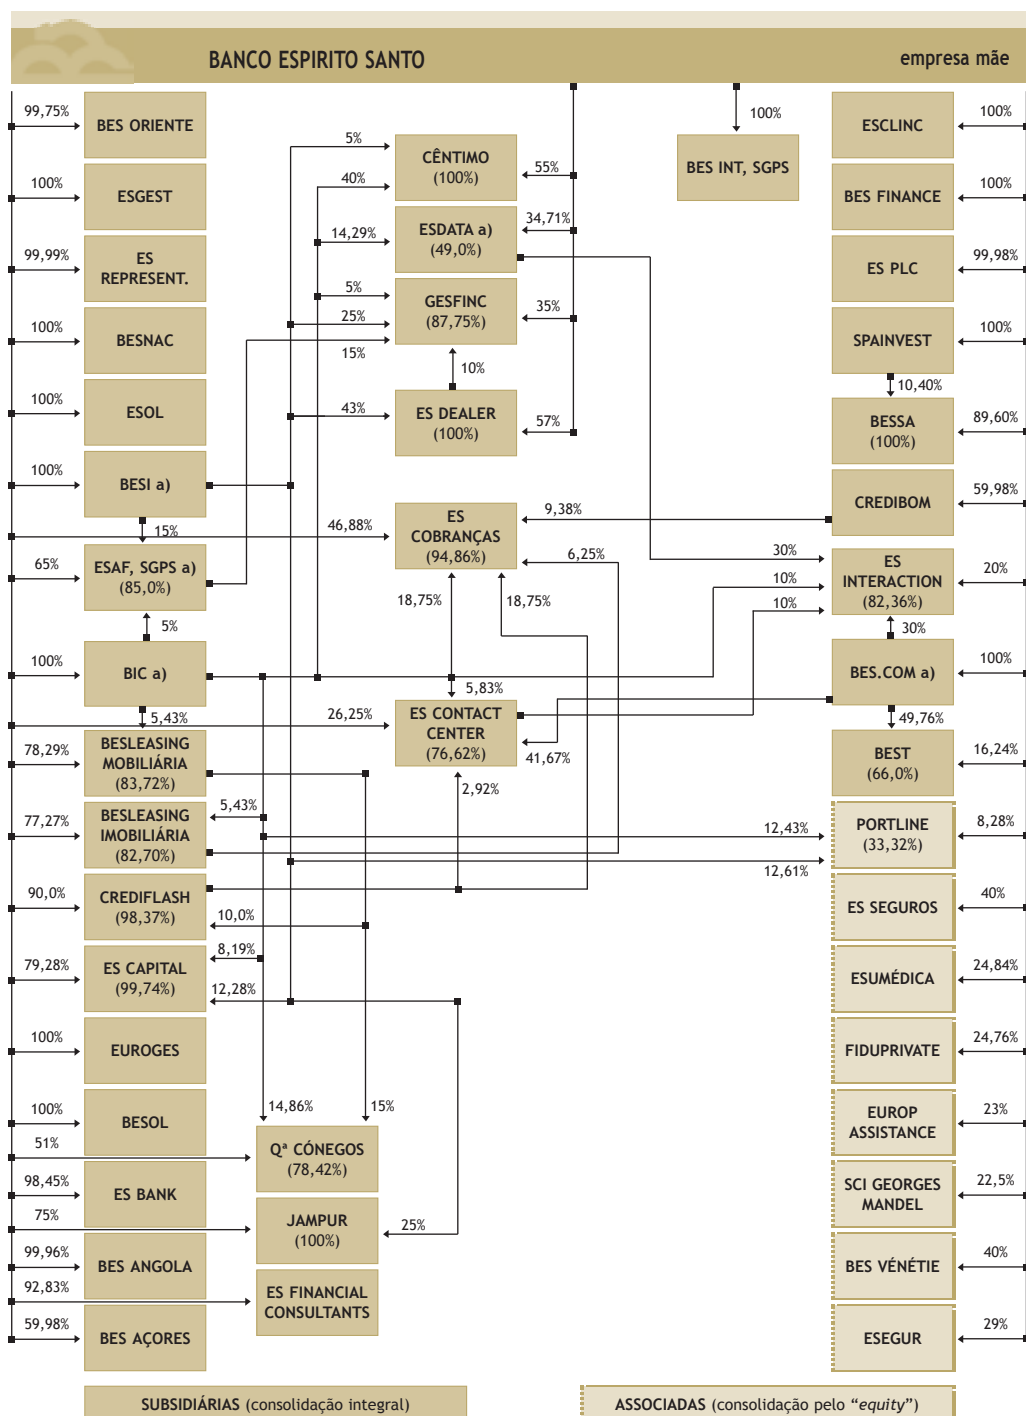 BANCO ESPIRITO SANTO
empresa mãe
99,75%
BES ORIENTE
100%
ESGEST
99,99%
ES
REPRESENT.
100%
BESNAC
100%
ESOL
100%
BESI a)
15%
65%
ESAF, SGPS a)
(85,0%)
5%
100%
BIC a)
5,43%
78,29%
BESLEASING
MOBILIÁRIA
(83,72%)
77,27%
BESLEASING
IMOBILIÁRIA
(82,70%)
5,43%
90,0%
CREDIFLASH
(98,37%)
10,0%
8,19%
79,28%
ES CAPITAL
(99,74%)
12,28%
100%
EUROGES
100%
BESOL
51%
98,45%
ES BANK
75%
99,96%
BES ANGOLA
92,83%
59,98%
BES AÇORES
5%
CÊNTIMO
(100%)
40%
55%
14,29%
ESDATA a)
(49,0%)
34,71%
5%
GESFINC
(87,75%)
25%
35%
15%
10%
43%
ES DEALER
(100%)
57%
46,88%
ES
COBRANÇAS
(94,86%)
9,38%
6,25%
18,75%
18,75%
5,83%
26,25%
ES CONTACT
CENTER
(76,62%)
41,67%
2,92%
14,86%
15%
Qª CÓNEGOS
(78,42%)
JAMPUR
(100%)
25%
ES FINANCIAL
CONSULTANTS
100%
BES INT, SGPS
ESCLINC
100%
BES FINANCE
100%
ES PLC
99,98%
SPAINVEST
100%
10,40%
BESSA
(100%)
89,60%
CREDIBOM
59,98%
30%
10%
10%
ES
INTERACTION
(82,36%)
20%
30%
BES.COM a)
100%
49,76%
BEST
(66,0%)
16,24%
12,43%
12,61%
PORTLINE
(33,32%)
8,28%
ES SEGUROS
40%
ESUMÉDICA
24,84%
FIDUPRIVATE
24,76%
EUROP
ASSISTANCE
23%
SCI GEORGES
MANDEL
22,5%
BES VÉNÉTIE
40%
ESEGUR
29%
SUBSIDIÁRIAS (consolidação integral)
ASSOCIADAS (consolidação pelo “equity”)